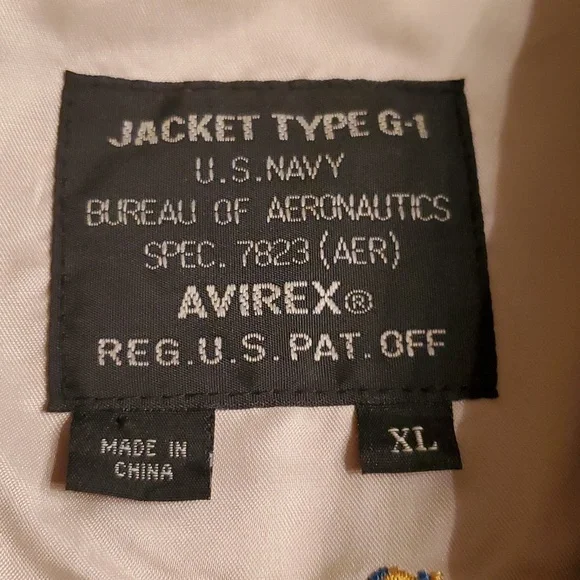 JACKET TYPE G-1
U.S.NAVY
BUREAU OF AERONAUTICS
SPEC. 7823 (AER)
AVIREX®
REG.U.S.PAT. OFF
MADE IN
CHINA
XL